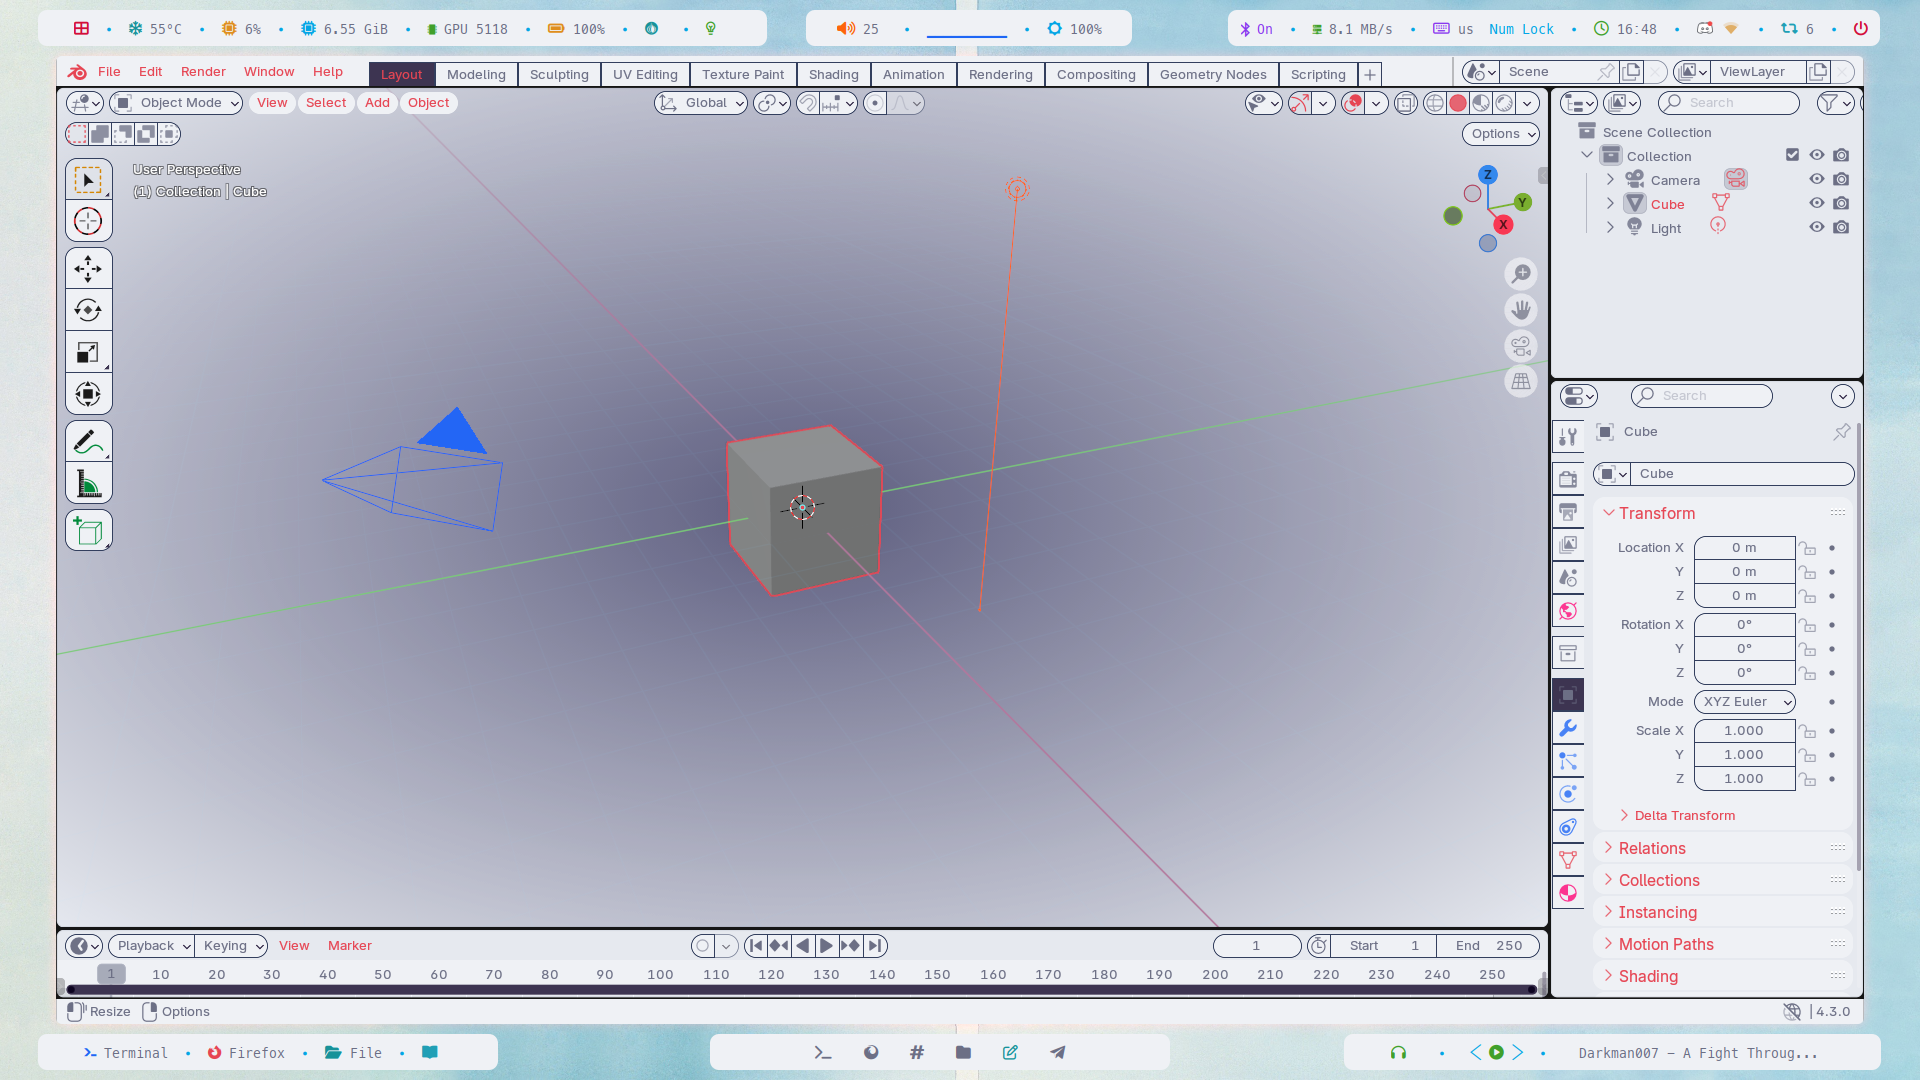 55°C 6% 6.55 GiB GPU 5118 100%
25 100%
On 8.1 MB/s us Num Lock 16:48 6
File Edit Render Window Help
Layout Modeling Sculpting UV Editing Texture Paint Shading Animation Rendering Compositing Geometry Nodes Scripting +
Scene ViewLayer
Object Mode View Select Add Object Global
Options
User Perspective
(1) Collection | Cube
Z
Y
X
Search
Scene Collection
Collection
Camera
Cube
Light
Search
Cube
Cube
Transform
Location X 0 m
Y 0 m
Z 0 m
Rotation X 0°
Y 0°
Z 0°
Mode XYZ Euler
Scale X 1.000
Y 1.000
Z 1.000
Delta Transform
Relations
Collections
Instancing
Motion Paths
Shading
Playback Keying View Marker
1 Start 1 End 250
1 10 20 30 40 50 60 70 80 90 100 110 120 130 140 150 160 170 180 190 200 210 220 230 240 250
Resize Options
4.3.0
Terminal Firefox File
Darkman007 – A Fight Throug...